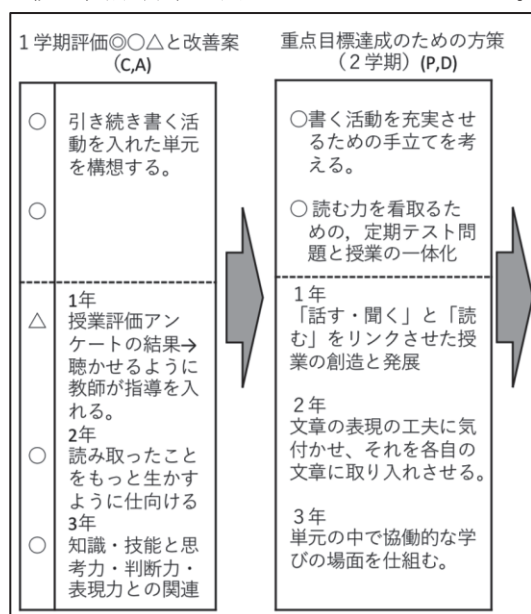 1学期評価◎○△と改善案
(C,A)
○ 引き続き書く活
動を入れた単元
を構想する。
○
1年
△ 授業評価アン
ケートの結果→
聴かせるように
教師が指導を入
れる。
2年
○ 読み取ったこと
をもっと生かす
ように仕向ける
3年
○ 知識・技能と思
考力・判断力・
表現力との関連
重点目標達成のための方策
(2学期) (P,D)
○書く活動を充実させ
るための手立てを考
える。
○ 読む力を看取るた
めの，定期テスト問
題と授業の一体化
1年
「話す・聞く」と「読
む」をリンクさせた授
業の創造と発展
2年
文章の表現の工夫に気
付かせ、それを各自の
文章に取り入れさせる。
3年
単元の中で協働的な学
びの場面を仕組む。